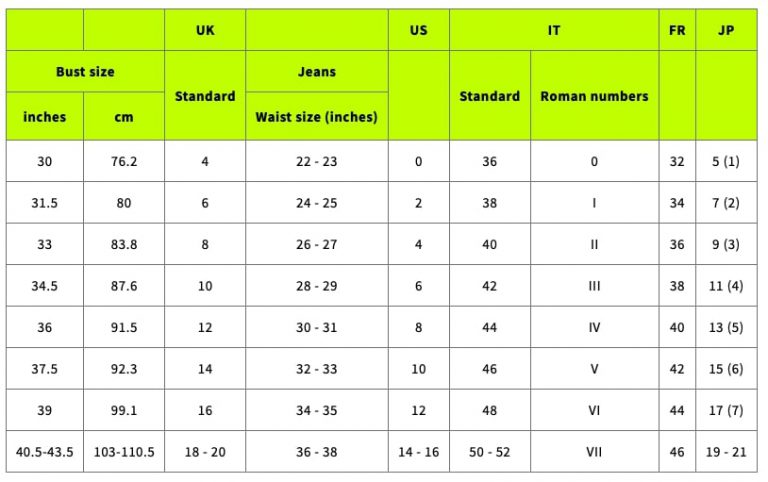 UK US IT FR JP
Bust size Standard Jeans Standard Roman numbers
inches cm Waist size (inches)
30 76.2 4 22 - 23 0 36 0 32 5 (1)
31.5 80 6 24 - 25 2 38 I 34 7 (2)
33 83.8 8 26 - 27 4 40 II 36 9 (3)
34.5 87.6 10 28 - 29 6 42 III 38 11 (4)
36 91.5 12 30 - 31 8 44 IV 40 13 (5)
37.5 92.3 14 32 - 33 10 46 V 42 15 (6)
39 99.1 16 34 - 35 12 48 VI 44 17 (7)
40.5-43.5 103-110.5 18 - 20 36 - 38 14 - 16 50 - 52 VII 46 19 - 21